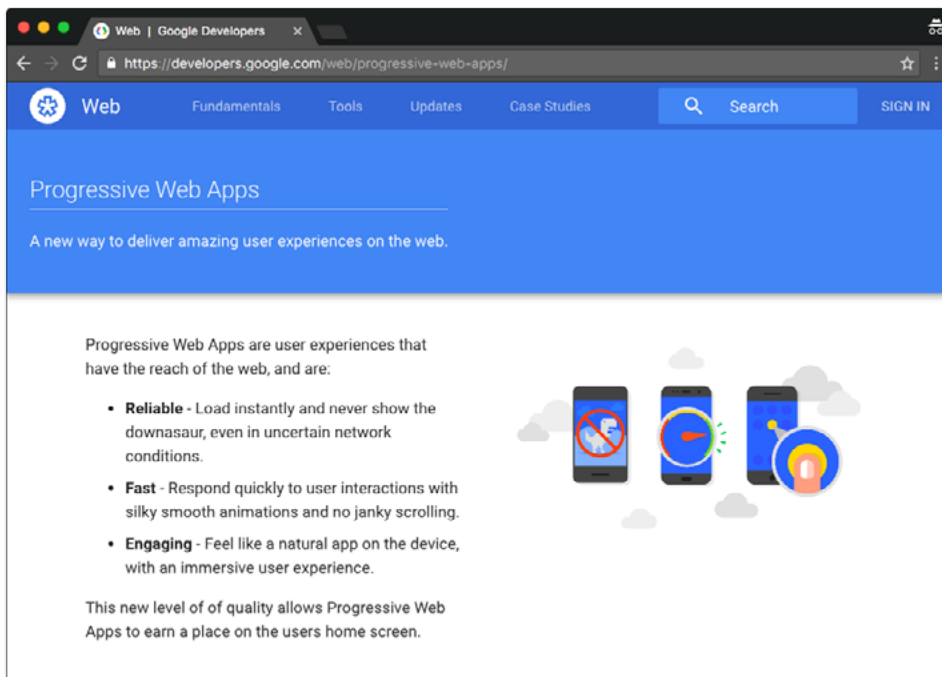 Web | Google Developers
https://developers.google.com/web/progressive-web-apps/
Web Fundamentals Tools Updates Case Studies Search SIGN IN
Progressive Web Apps
A new way to deliver amazing user experiences on the web.
Progressive Web Apps are user experiences that
have the reach of the web, and are:
• Reliable - Load instantly and never show the
downasaur, even in uncertain network
conditions.
• Fast - Respond quickly to user interactions with
silky smooth animations and no janky scrolling.
• Engaging - Feel like a natural app on the device,
with an immersive user experience.
This new level of of quality allows Progressive Web
Apps to earn a place on the users home screen.